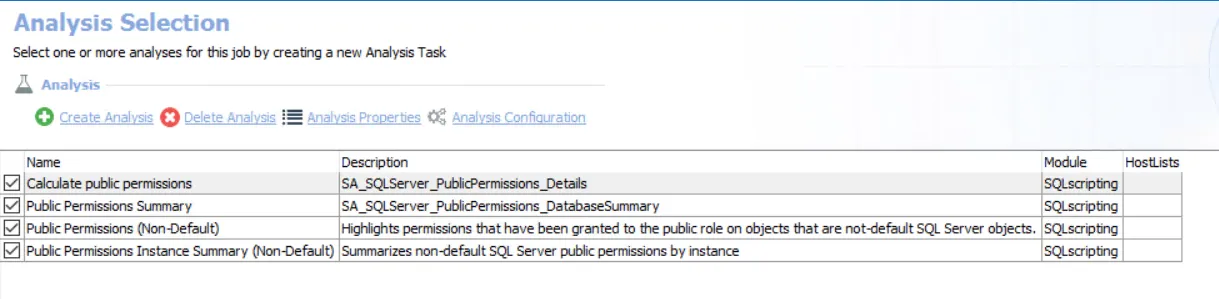 Analysis Selection
Select one or more analyses for this job by creating a new Analysis Task
Analysis
Create Analysis Delete Analysis Analysis Properties Analysis Configuration
Name Description Module HostLists
Calculate public permissions SA_SQLServer_PublicPermissions_Details SQLscripting
Public Permissions Summary SA_SQLServer_PublicPermissions_DatabaseSummary SQLscripting
Public Permissions (Non-Default) Highlights permissions that have been granted to the public role on objects that are not-default SQL Server objects. SQLscripting
Public Permissions Instance Summary (Non-Default) Summarizes non-default SQL Server public permissions by instance SQLscripting